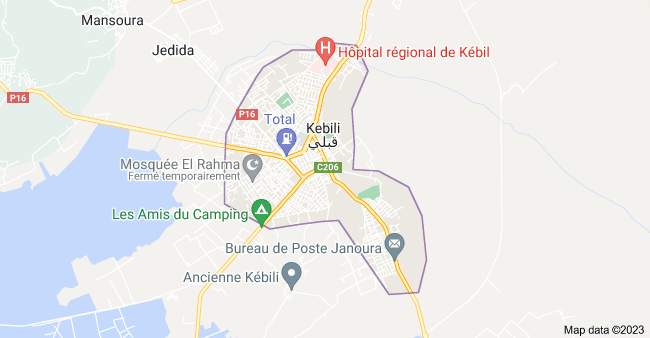 Mansoura
Jedida
Hôpital régional de Kébil
P16
P16
Total
Kebili
قبلي
Mosquée El Rahma
Fermé temporairement
C206
Les Amis du Camping
Bureau de Poste Janoura
Ancienne Kébili
Map data ©2023